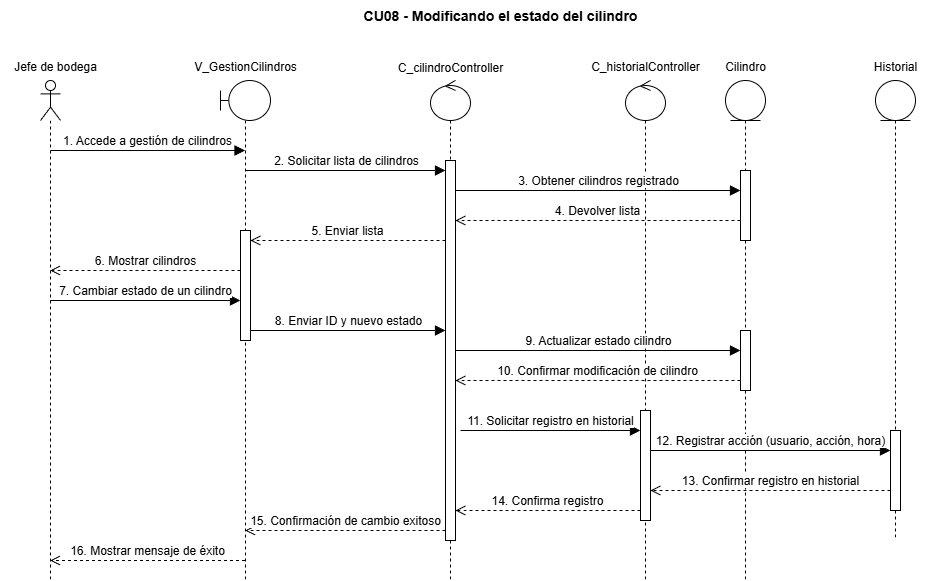 CU08 - Modificando el estado del cilindro
Jefe de bodega
V_GestionCilindros
C_cilindroController
C_historialController
Cilindro
Historial
1. Accede a gestión de cilindros
2. Solicitar lista de cilindros
3. Obtener cilindros registrado
4. Devolver lista
5. Enviar lista
6. Mostrar cilindros
7. Cambiar estado de un cilindro
8. Enviar ID y nuevo estado
9. Actualizar estado cilindro
10. Confirmar modificación de cilindro
11. Solicitar registro en historial
12. Registrar acción (usuario, acción, hora)
13. Confirmar registro en historial
14. Confirma registro
15. Confirmación de cambio exitoso
16. Mostrar mensaje de éxito